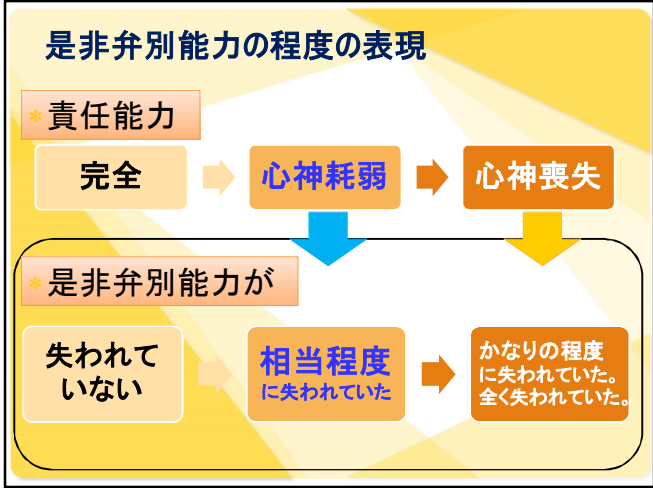 是非弁別能力の程度の表現
*責任能力
完全
心神耗弱
心神喪失
*是非弁別能力が
失われて
いない
相当程度
に失われていた
かなりの程度
に失われていた。
全く失われていた。